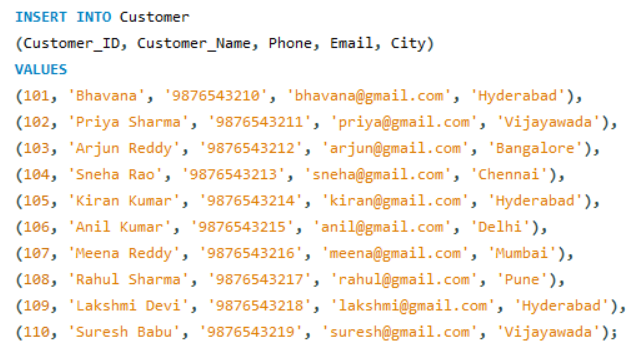 INSERT INTO Customer
(Customer_ID, Customer_Name, Phone, Email, City)
VALUES
(101, 'Bhavana', '9876543210', 'bhavana@gmail.com', 'Hyderabad'),
(102, 'Priya Sharma', '9876543211', 'priya@gmail.com', 'Vijayawada'),
(103, 'Arjun Reddy', '9876543212', 'arjun@gmail.com', 'Bangalore'),
(104, 'Sneha Rao', '9876543213', 'sneha@gmail.com', 'Chennai'),
(105, 'Kiran Kumar', '9876543214', 'kiran@gmail.com', 'Hyderabad'),
(106, 'Anil Kumar', '9876543215', 'anil@gmail.com', 'Delhi'),
(107, 'Meena Reddy', '9876543216', 'meena@gmail.com', 'Mumbai'),
(108, 'Rahul Sharma', '9876543217', 'rahul@gmail.com', 'Pune'),
(109, 'Lakshmi Devi', '9876543218', 'lakshmi@gmail.com', 'Hyderabad'),
(110, 'Suresh Babu', '9876543219', 'suresh@gmail.com', 'Vijayawada');